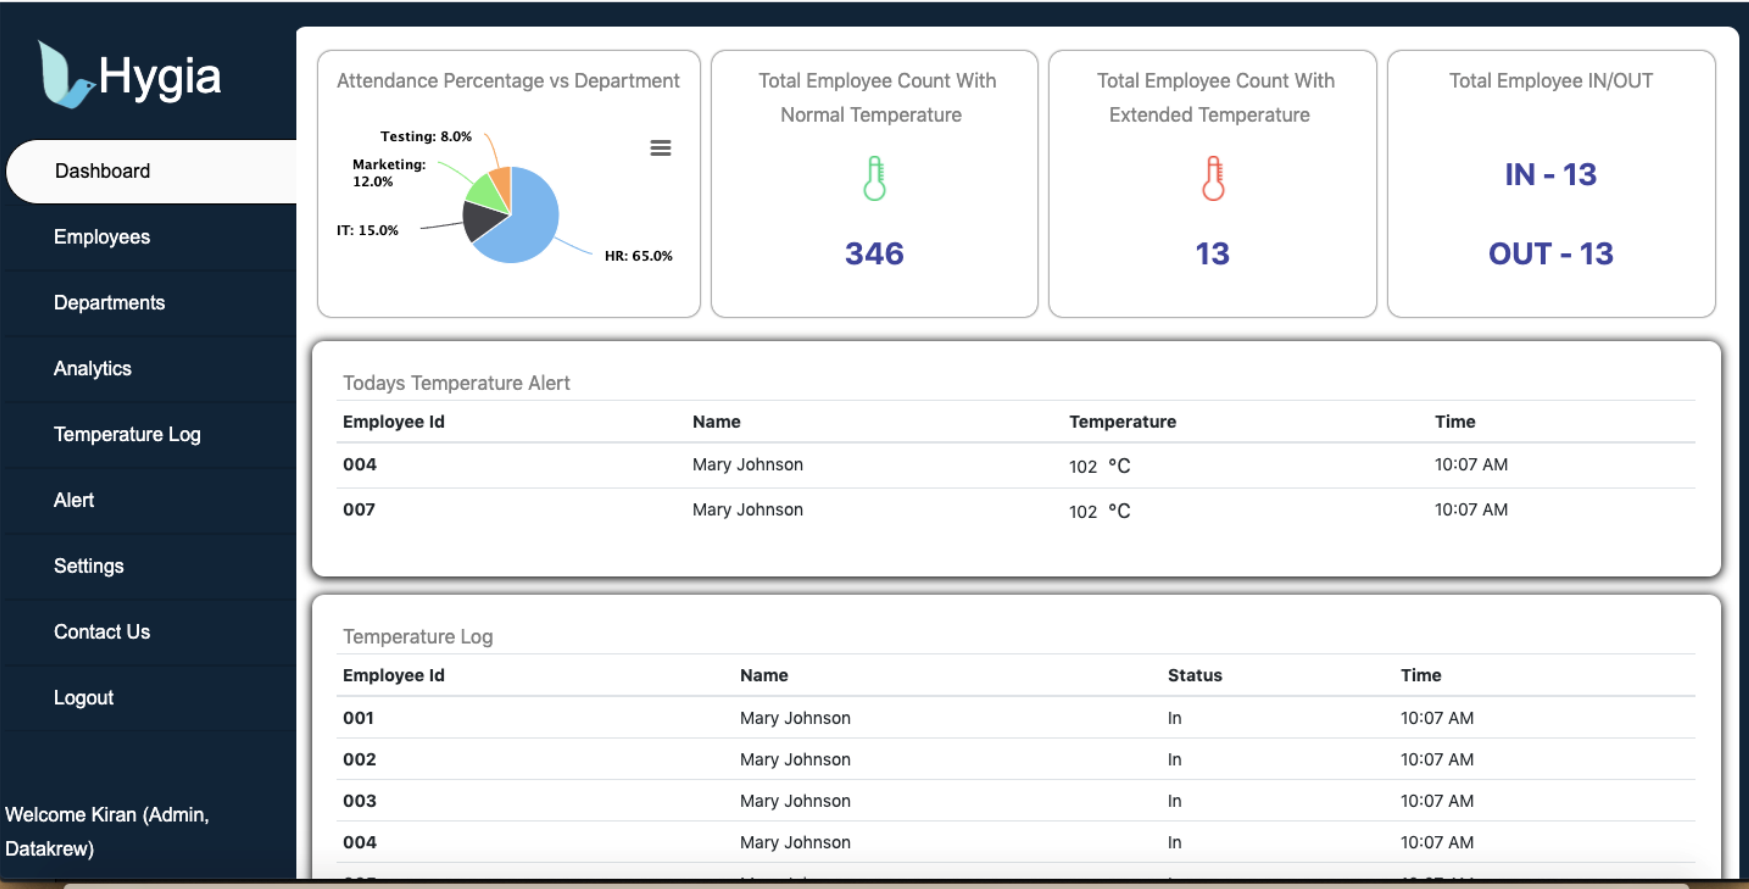 Hygia
Dashboard
Employees
Departments
Analytics
Temperature Log
Alert
Settings
Contact Us
Logout
Welcome Kiran (Admin,
Datakrew)
Attendance Percentage vs Department
Testing: 8.0%
Marketing:
12.0%
IT: 15.0%
HR: 65.0%
Total Employee Count With
Normal Temperature
346
Total Employee Count With
Extended Temperature
13
Total Employee IN/OUT
IN - 13
OUT - 13
Todays Temperature Alert
Employee Id Name Temperature Time
004 Mary Johnson 102 °C 10:07 AM
007 Mary Johnson 102 °C 10:07 AM
Temperature Log
Employee Id Name Status Time
001 Mary Johnson In 10:07 AM
002 Mary Johnson In 10:07 AM
003 Mary Johnson In 10:07 AM
004 Mary Johnson In 10:07 AM